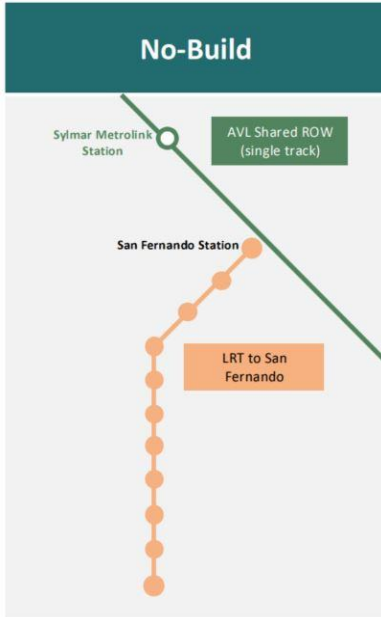 No-Build
Sylmar Metrolink
Station
AVL Shared ROW
(single track)
San Fernando Station
LRT to San
Fernando